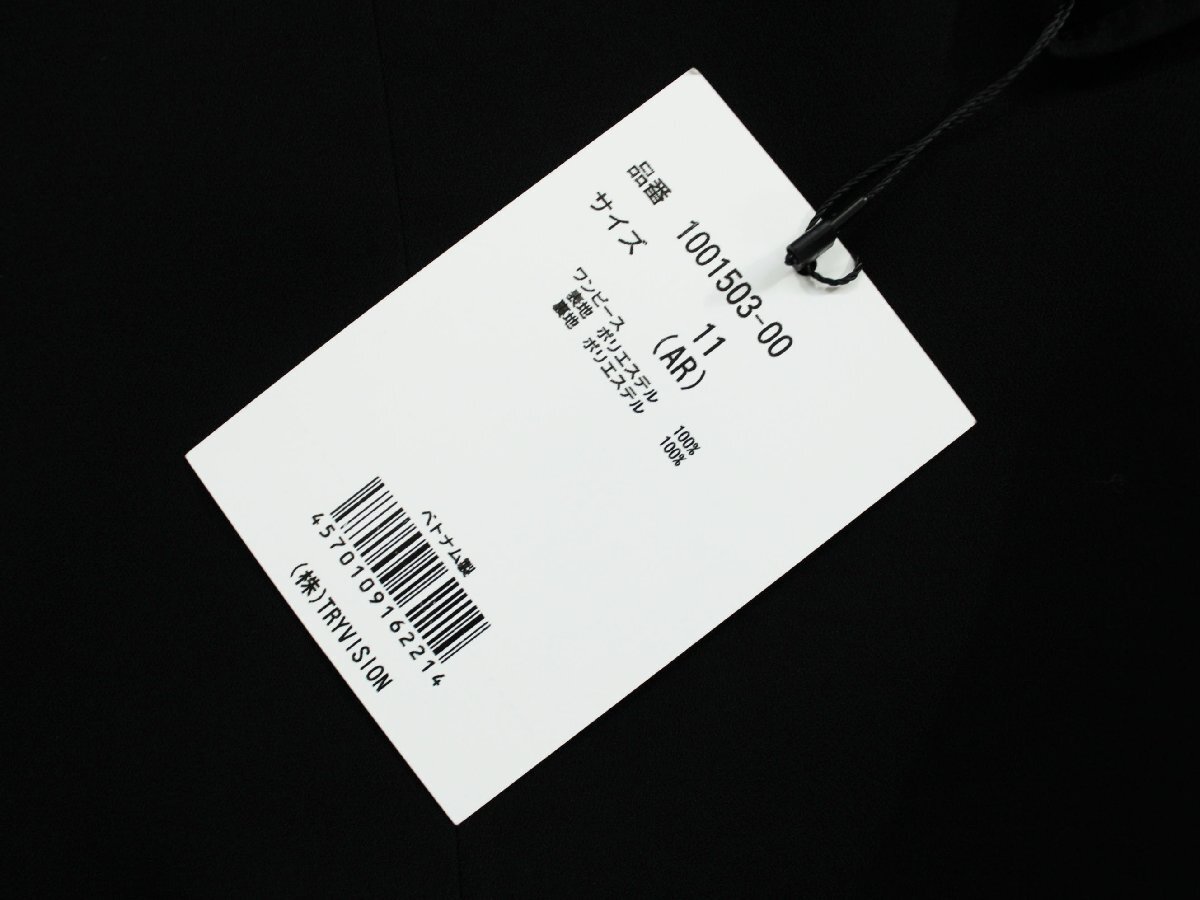 品番 1001503-00
サイズ 11
(AR)
ワンピース
表地 ポリエステル 100%
裏地 ポリエステル 100%
ベトナム製
4570109162214
(株)TRYVISION